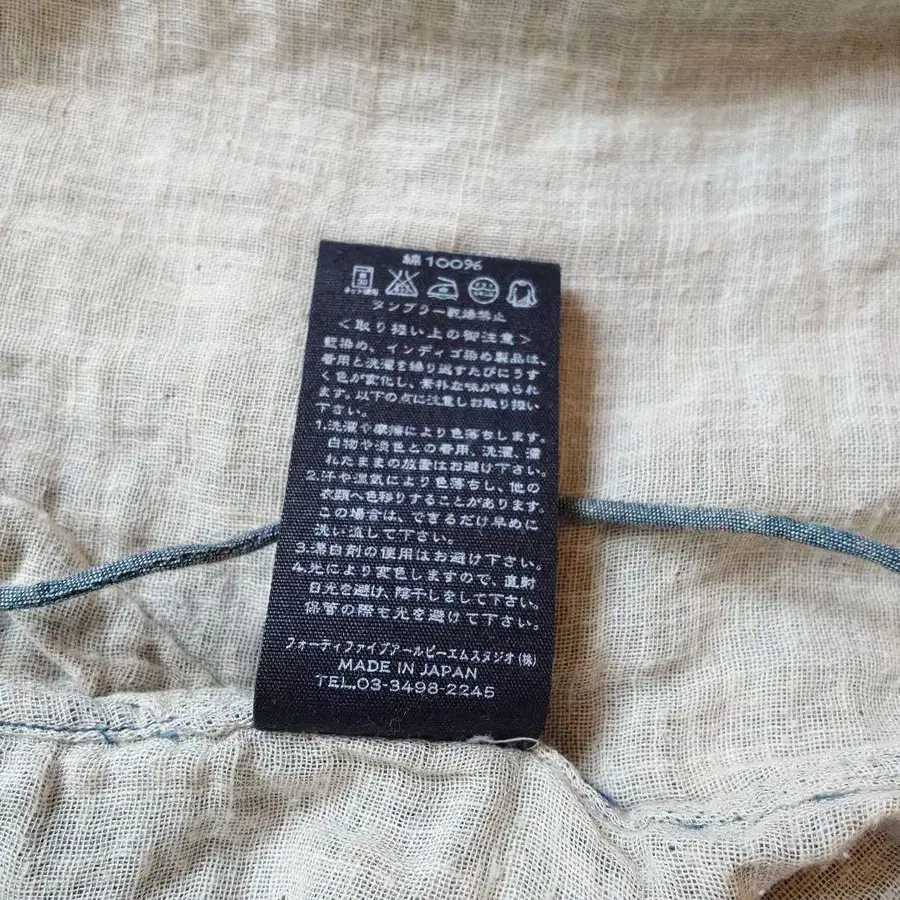 綿100%
タンブラー乾燥禁止
<取り扱い上の御注意>
藍染め、インディゴ染め製品は、
着用と洗濯を繰り返すたびにうす
く色が変化し、素朴な味が得られ
ます。以下の点に注意しお取り扱い
下さい。
1.洗濯や摩擦により色落ちします。
白物や淡色との着用、洗濯、濡
れたままの放置はお避け下さい。
2.汗や湿気により色落ちし、他の
衣類へ色移りすることがあります。
この場合は、できるだけ早めに
洗い流して下さい。
3.漂白剤の使用はお避け下さい。
4.光により変色しますので、直射
日光を避け、陰干しをして下さい。
保管の際も光を避けて下さい。
フォーティファイブアールピーエムスタジオ(株)
MADE IN JAPAN
TEL.03-3498-2245